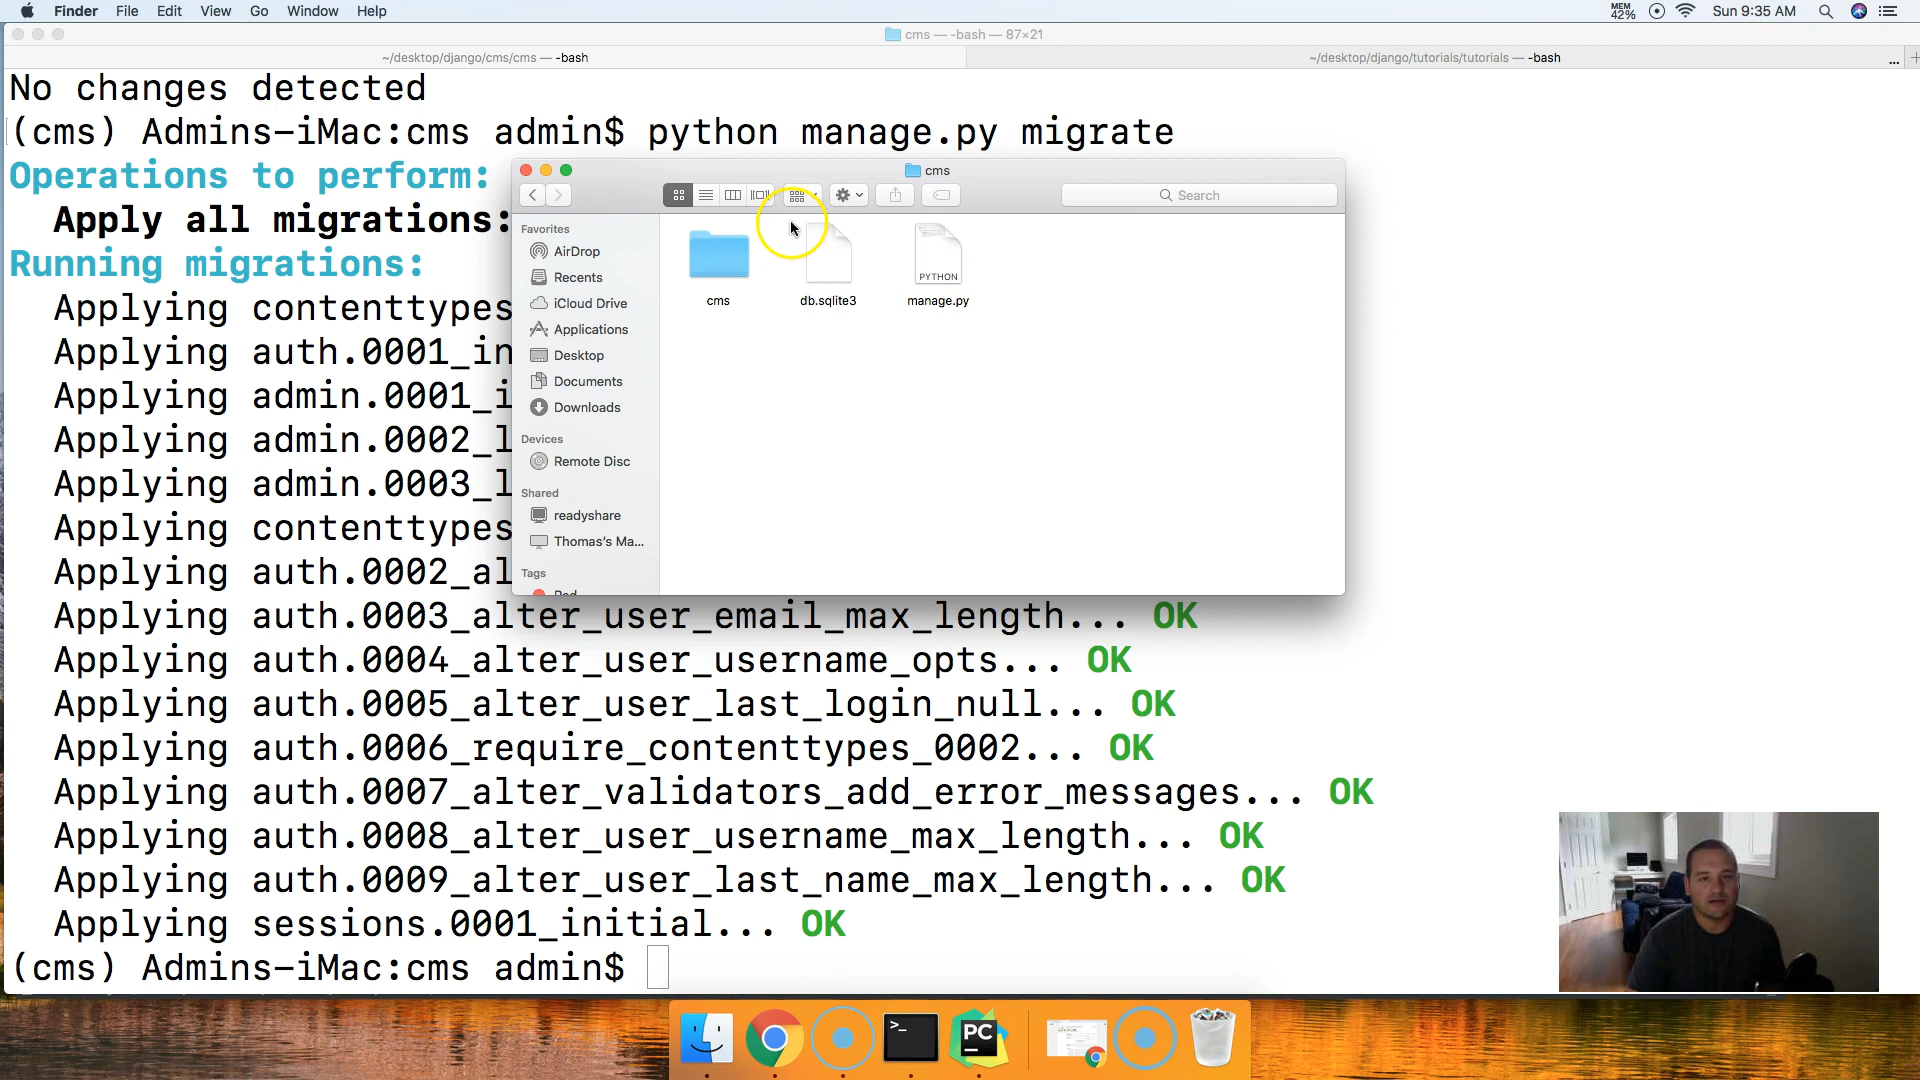 Finder File Edit View Go Window Help MEM 42% Sun 9:35 AM
cms — -bash — 87×21
~/desktop/django/cms/cms — -bash ~/desktop/django/tutorials/tutorials — -bash ... +
No changes detected
(cms) Admins-iMac:cms admin$ python manage.py migrate
Operations to perform:
Apply all migrations:
Running migrations:
Applying contenttypes
Applying auth.0001_in
Applying admin.0001_i
Applying admin.0002_l
Applying admin.0003_l
Applying contenttypes
Applying auth.0002_al
Applying auth.0003_alter_user_email_max_length... OK
Applying auth.0004_alter_user_username_opts... OK
Applying auth.0005_alter_user_last_login_null... OK
Applying auth.0006_require_contenttypes_0002... OK
Applying auth.0007_alter_validators_add_error_messages... OK
Applying auth.0008_alter_user_username_max_length... OK
Applying auth.0009_alter_user_last_name_max_length... OK
Applying sessions.0001_initial... OK
(cms) Admins-iMac:cms admin$
cms
Search
Favorites
AirDrop
Recents
iCloud Drive
Applications
Desktop
Documents
Downloads
Devices
Remote Disc
Shared
readyshare
Thomas's Ma...
Tags
Red
PYTHON
cms db.sqlite3 manage.py
>_
PC